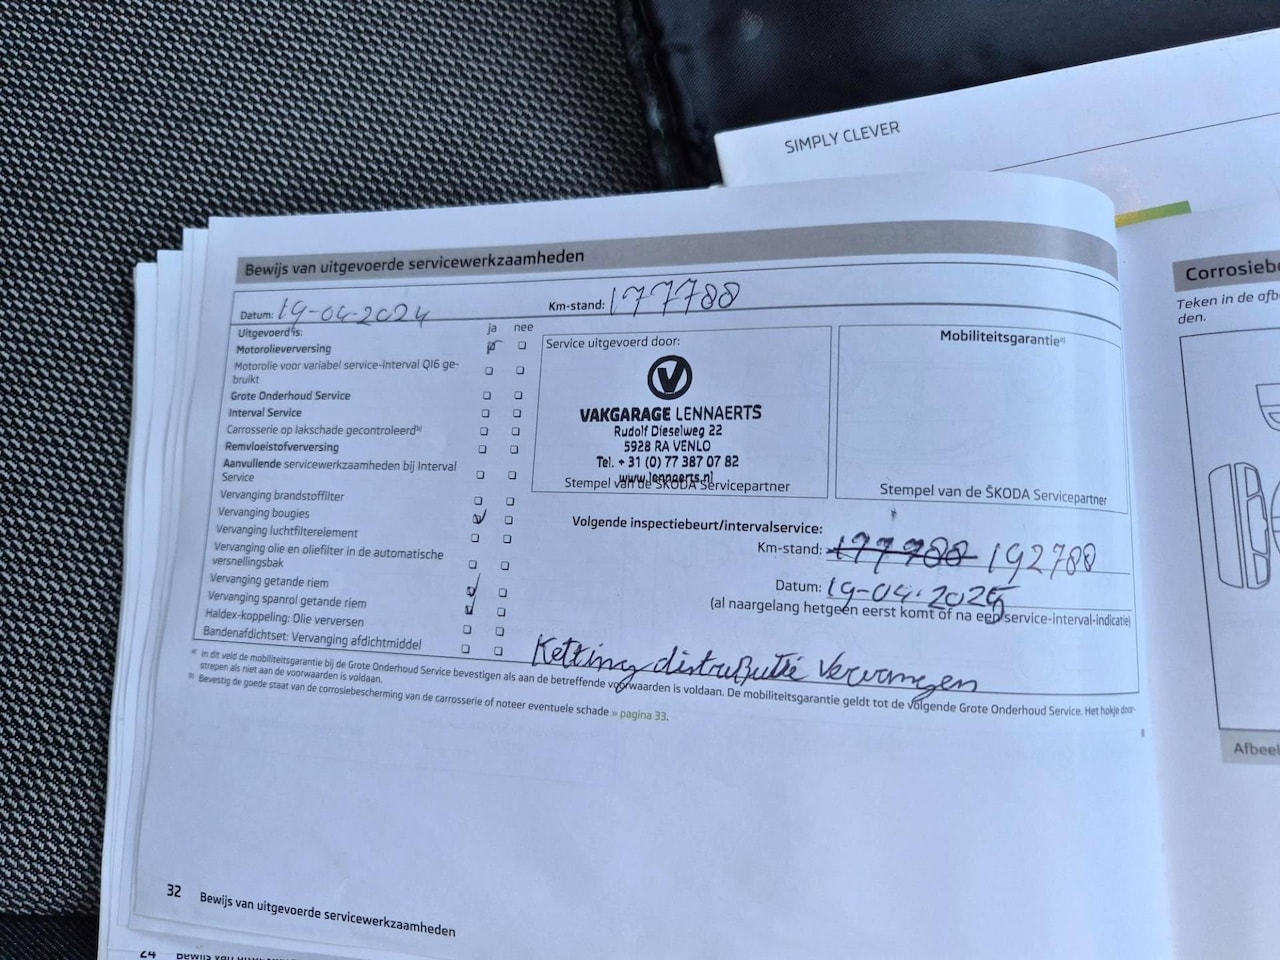 SIMPLY CLEVER
Bewijs van uitgevoerde servicewerkzaamheden
Datum: 19-04-2024
Km-stand: 177788
Uitgevoerd is:
ja nee
Motorolieverversing
Motorolie voor variabel service-interval QI6 ge-
bruikt
Grote Onderhoud Service
Interval Service
Carrosserie op lakschade gecontroleerd b)
Remvloeistofverversing
Aanvullende servicewerkzaamheden bij Interval
Service
Vervanging brandstoffilter
Vervanging bougies
Vervanging luchtfilterelement
Vervanging olie en oliefilter in de automatische
versnellingsbak
Vervanging getande riem
Vervanging spanrol getande riem
Haldex-koppeling: Olie verversen
Bandenafdichtset: Vervanging afdichtmiddel
Service uitgevoerd door:
V
VAKGARAGE LENNAERTS
Rudolf Dieselweg 22
5928 RA VENLO
Tel. + 31 (0) 77 387 07 82
www.lennaerts.nl
Stempel van de ŠKODA Servicepartner
Mobiliteitsgarantie a)
Stempel van de ŠKODA Servicepartner
Volgende inspectiebeurt/intervalservice:
Km-stand: 177788 192788
Datum: 19-04-2025
(al naargelang hetgeen eerst komt of na een service-interval-indicatie)
Ketting distributie vervangen
a) In dit veld de mobiliteitsgarantie bij de Grote Onderhoud Service bevestigen als aan de betreffende voorwaarden is voldaan. De mobiliteitsgarantie geldt tot de volgende Grote Onderhoud Service. Het hokje door-
strepen als niet aan de voorwaarden is voldaan.
b) Bevestig de goede staat van de corrosiebescherming van de carrosserie of noteer eventuele schade » pagina 33.
32 Bewijs van uitgevoerde servicewerkzaamheden
24 Bewijs van
Corrosiebe
Teken in de afb
den.
Afbeel